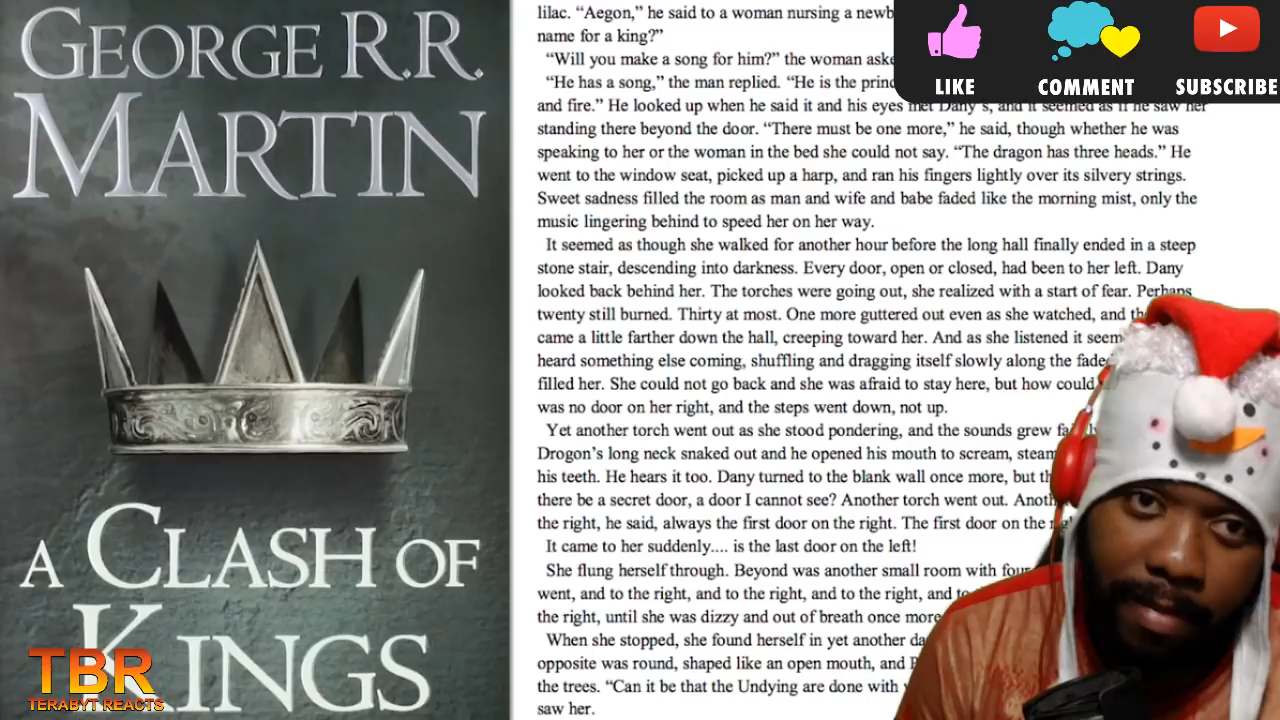 GEORGE R.R.
MARTIN
A CLASH OF
KINGS
TBR
TERABYT REACTS
lilac. “Aegon,” he said to a woman nursing a
name for a king?”
“Will you make a song for him?” the woman
“He has a song,” the man replied. “He is the
and fire.” He looked up when he said it and his eyes met Dany’s, and it seemed as if he saw her
standing there beyond the door. “There must be one more,” he said, though whether he was
speaking to her or the woman in the bed she could not say. “The dragon has three heads.” He
went to the window seat, picked up a harp, and ran his fingers lightly over its silvery strings.
Sweet sadness filled the room as man and wife and babe faded like the morning mist, only the
music lingering behind to speed her on her way.
It seemed as though she walked for another hour before the long hall finally ended in a steep
stone stair, descending into darkness. Every door, open or closed, had been to her left. Dany
looked back behind her. The torches were going out, she realized with a start of fear. Perhaps
twenty still burned. Thirty at most. One more guttered out even as she watched, and
came a little farther down the hall, creeping toward her. And as she listened it
heard something else coming, shuffling and dragging itself slowly along the
filled her. She could not go back and she was afraid to stay here, but how could
was no door on her right, and the steps went down, not up.
Yet another torch went out as she stood pondering, and the sounds grew
Drogon’s long neck snaked out and he opened his mouth to scream,
his teeth. He hears it too. Dany turned to the blank wall once more, but
there be a secret door, a door I cannot see? Another torch went out.
the right, he said, always the first door on the right. The first door on the
It came to her suddenly.... is the last door on the left!
She flung herself through. Beyond was another small room with four
went, and to the right, and to the right, and to the right, and
the right, until she was dizzy and out of breath once more
When she stopped, she found herself in yet another
opposite was round, shaped like an open mouth, and
the trees. “Can it be that the Undying are done with
saw her.
LIKE
COMMENT
SUBSCRIBE